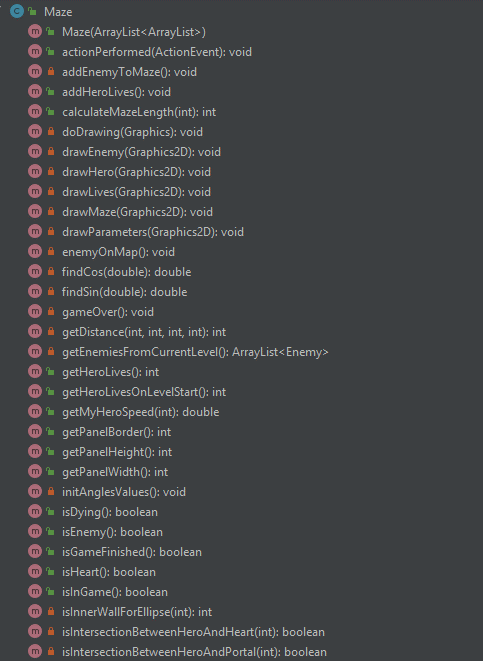 Maze
Maze(ArrayList<ArrayList>)
actionPerformed(ActionEvent): void
addEnemyToMaze(): void
addHeroLives(): void
calculateMazeLength(int): int
doDrawing(Graphics): void
drawEnemy(Graphics2D): void
drawHero(Graphics2D): void
drawLives(Graphics2D): void
drawMaze(Graphics2D): void
drawParameters(Graphics2D): void
enemyOnMap(): void
findCos(double): double
findSin(double): double
gameOver(): void
getDistance(int, int, int, int): int
getEnemiesFromCurrentLevel(): ArrayList<Enemy>
getHeroLives(): int
getHeroLivesOnLevelStart(): int
getMyHeroSpeed(int): double
getPanelBorder(): int
getPanelHeight(): int
getPanelWidth(): int
initAnglesValues(): void
isDying(): boolean
isEnemy(): boolean
isGameFinished(): boolean
isHeart(): boolean
isInGame(): boolean
isInnerWallForEllipse(int): int
isIntersectionBetweenHeroAndHeart(int): boolean
isIntersectionBetweenHeroAndPortal(int): boolean